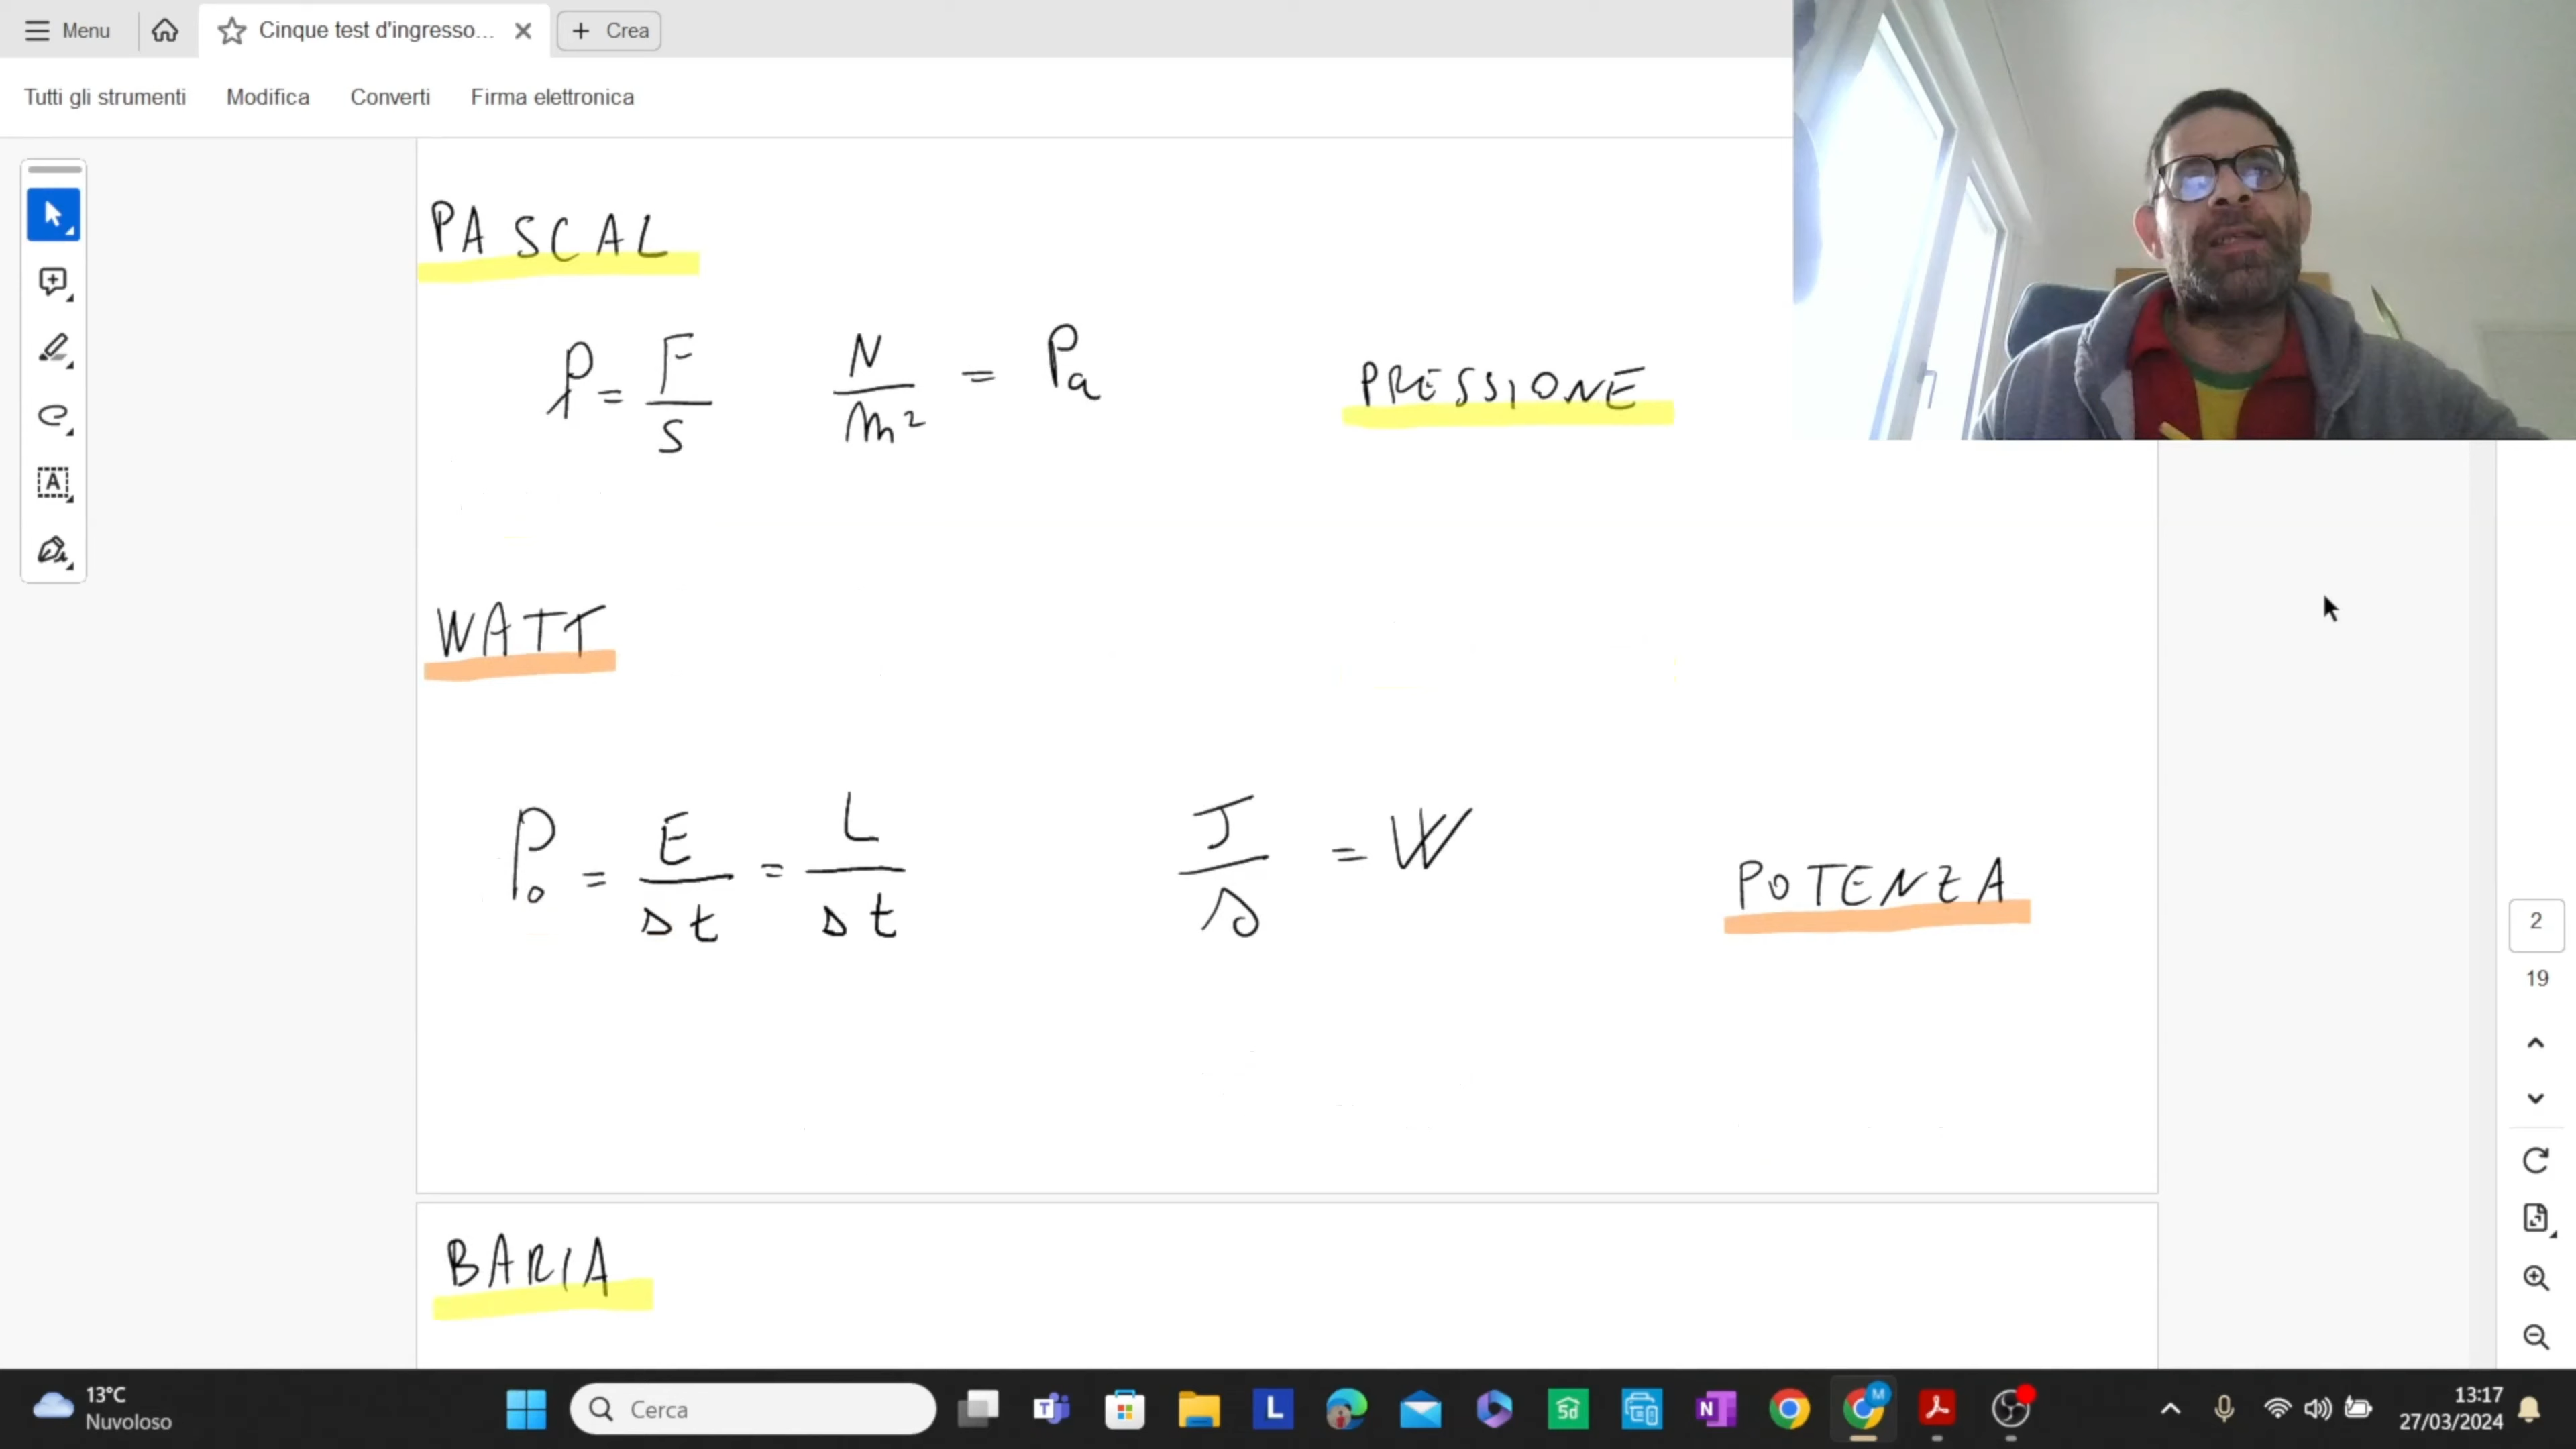 Menu
Cinque test d'ingresso...
Crea
Tutti gli strumenti Modifica Converti Firma elettronica
PASCAL
P = F/S N/m² = Pa PRESSIONE
WATT
Po = E/Δt = L/Δt J/s = W POTENZA
BARIA
2
19
13°C
Nuvoloso
Cerca
13:17
27/03/2024